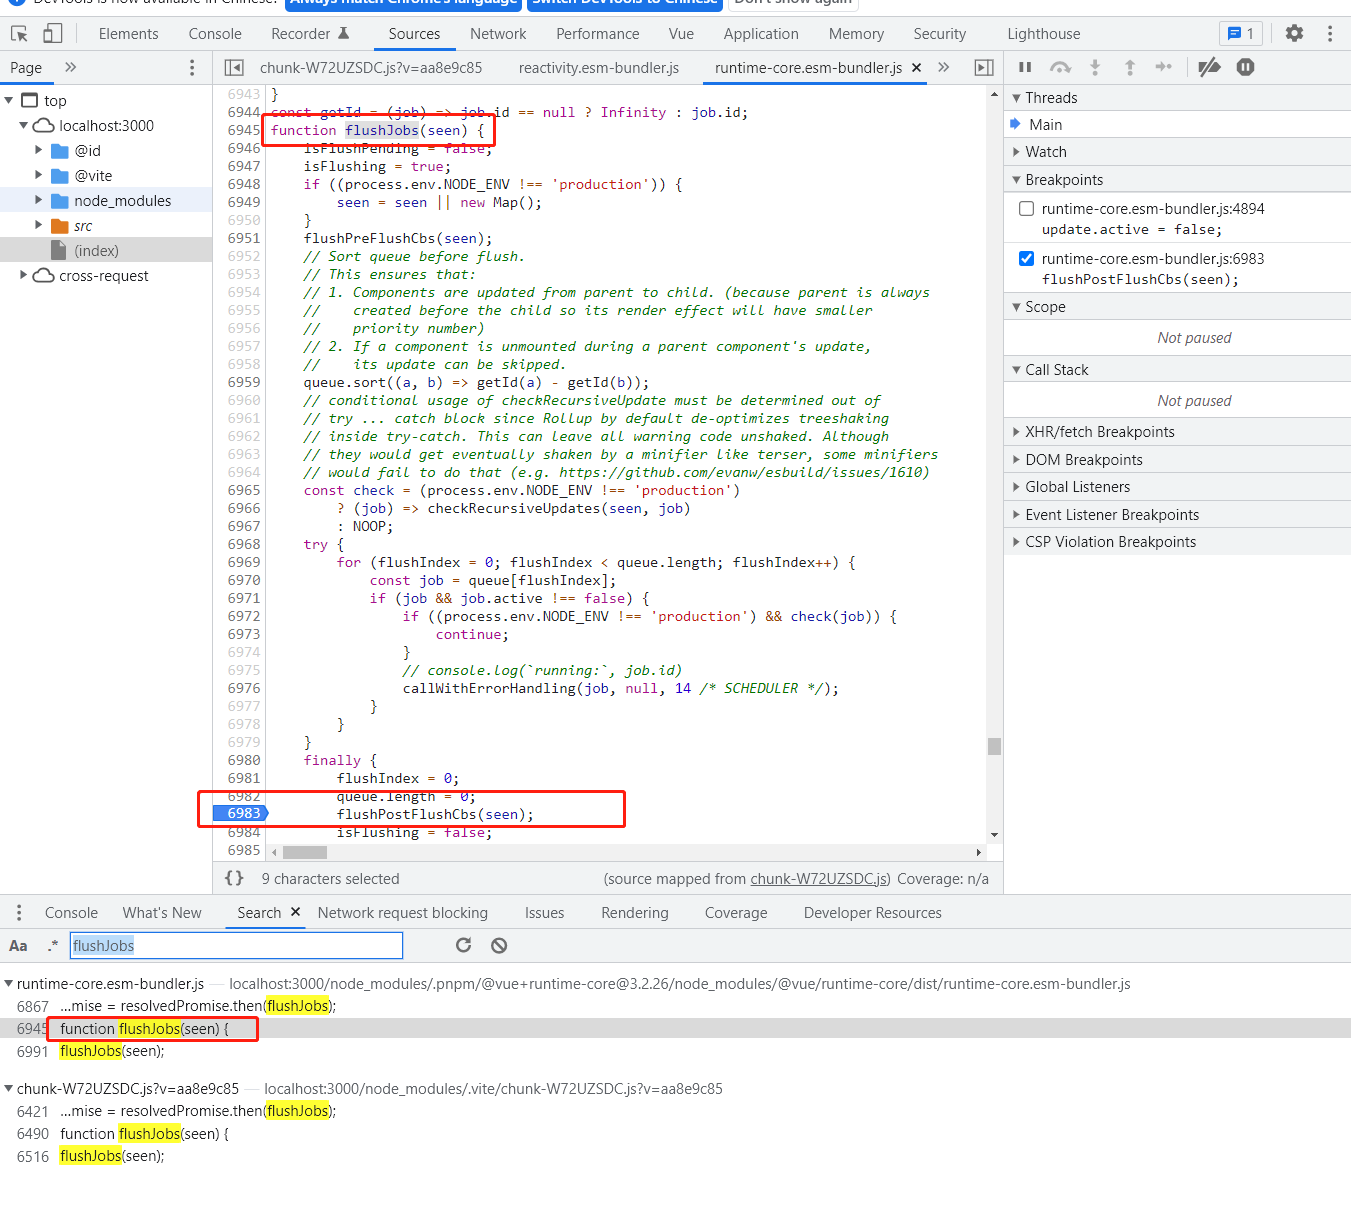 DevTools is now available in Chinese! Always match Chrome's language Switch DevTools to Chinese Don't show again
Elements Console Recorder Sources Network Performance Vue Application Memory Security Lighthouse 1
Page » chunk-W72UZSDC.js?v=aa8e9c85 reactivity.esm-bundler.js runtime-core.esm-bundler.js × »
top
localhost:3000
@id
@vite
node_modules
src
(index)
cross-request
6943 }
6944 const getId = (job) => job.id == null ? Infinity : job.id;
6945 function flushJobs(seen) {
6946 isFlushPending = false;
6947 isFlushing = true;
6948 if ((process.env.NODE_ENV !== 'production')) {
6949 seen = seen || new Map();
6950 }
6951 flushPreFlushCbs(seen);
6952 // Sort queue before flush.
6953 // This ensures that:
6954 // 1. Components are updated from parent to child. (because parent is always
6955 // created before the child so its render effect will have smaller
6956 // priority number)
6957 // 2. If a component is unmounted during a parent component's update,
6958 // its update can be skipped.
6959 queue.sort((a, b) => getId(a) - getId(b));
6960 // conditional usage of checkRecursiveUpdate must be determined out of
6961 // try ... catch block since Rollup by default de-optimizes treeshaking
6962 // inside try-catch. This can leave all warning code unshaked. Although
6963 // they would get eventually shaken by a minifier like terser, some minifiers
6964 // would fail to do that (e.g. https://github.com/evanw/esbuild/issues/1610)
6965 const check = (process.env.NODE_ENV !== 'production')
6966 ? (job) => checkRecursiveUpdates(seen, job)
6967 : NOOP;
6968 try {
6969 for (flushIndex = 0; flushIndex < queue.length; flushIndex++) {
6970 const job = queue[flushIndex];
6971 if (job && job.active !== false) {
6972 if ((process.env.NODE_ENV !== 'production') && check(job)) {
6973 continue;
6974 }
6975 // console.log(`running:`, job.id)
6976 callWithErrorHandling(job, null, 14 /* SCHEDULER */);
6977 }
6978 }
6979 }
6980 finally {
6981 flushIndex = 0;
6982 queue.length = 0;
6983 flushPostFlushCbs(seen);
6984 isFlushing = false;
6985
{} 9 characters selected (source mapped from chunk-W72UZSDC.js) Coverage: n/a
Threads
Main
Watch
Breakpoints
runtime-core.esm-bundler.js:4894
update.active = false;
runtime-core.esm-bundler.js:6983
flushPostFlushCbs(seen);
Scope
Not paused
Call Stack
Not paused
XHR/fetch Breakpoints
DOM Breakpoints
Global Listeners
Event Listener Breakpoints
CSP Violation Breakpoints
Console What's New Search × Network request blocking Issues Rendering Coverage Developer Resources
Aa .* flushJobs
runtime-core.esm-bundler.js — localhost:3000/node_modules/.pnpm/@vue+runtime-core@3.2.26/node_modules/@vue/runtime-core/dist/runtime-core.esm-bundler.js
6867 …mise = resolvedPromise.then(flushJobs);
6945 function flushJobs(seen) {
6991 flushJobs(seen);
chunk-W72UZSDC.js?v=aa8e9c85 — localhost:3000/node_modules/.vite/chunk-W72UZSDC.js?v=aa8e9c85
6421 …mise = resolvedPromise.then(flushJobs);
6490 function flushJobs(seen) {
6516 flushJobs(seen);